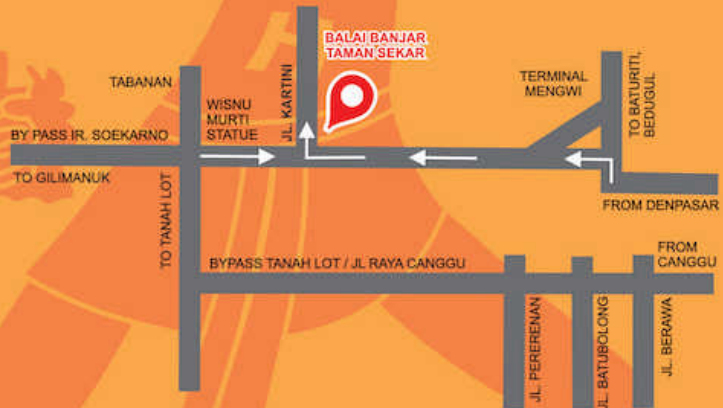 BALAI BANJAR
TAMAN SEKAR
TABANAN
JL. KARTINI
TERMINAL
MENGWI
TO BATURITI,
BEDUGUL
WISNU
MURTI
STATUE
BY PASS IR. SOEKARNO
TO GILIMANUK
TO TANAH LOT
FROM DENPASAR
BYPASS TANAH LOT / JL RAYA CANGGU
FROM
CANGGU
JL. PERERENAN
JL. BATUBOLONG
JL. BERAWA